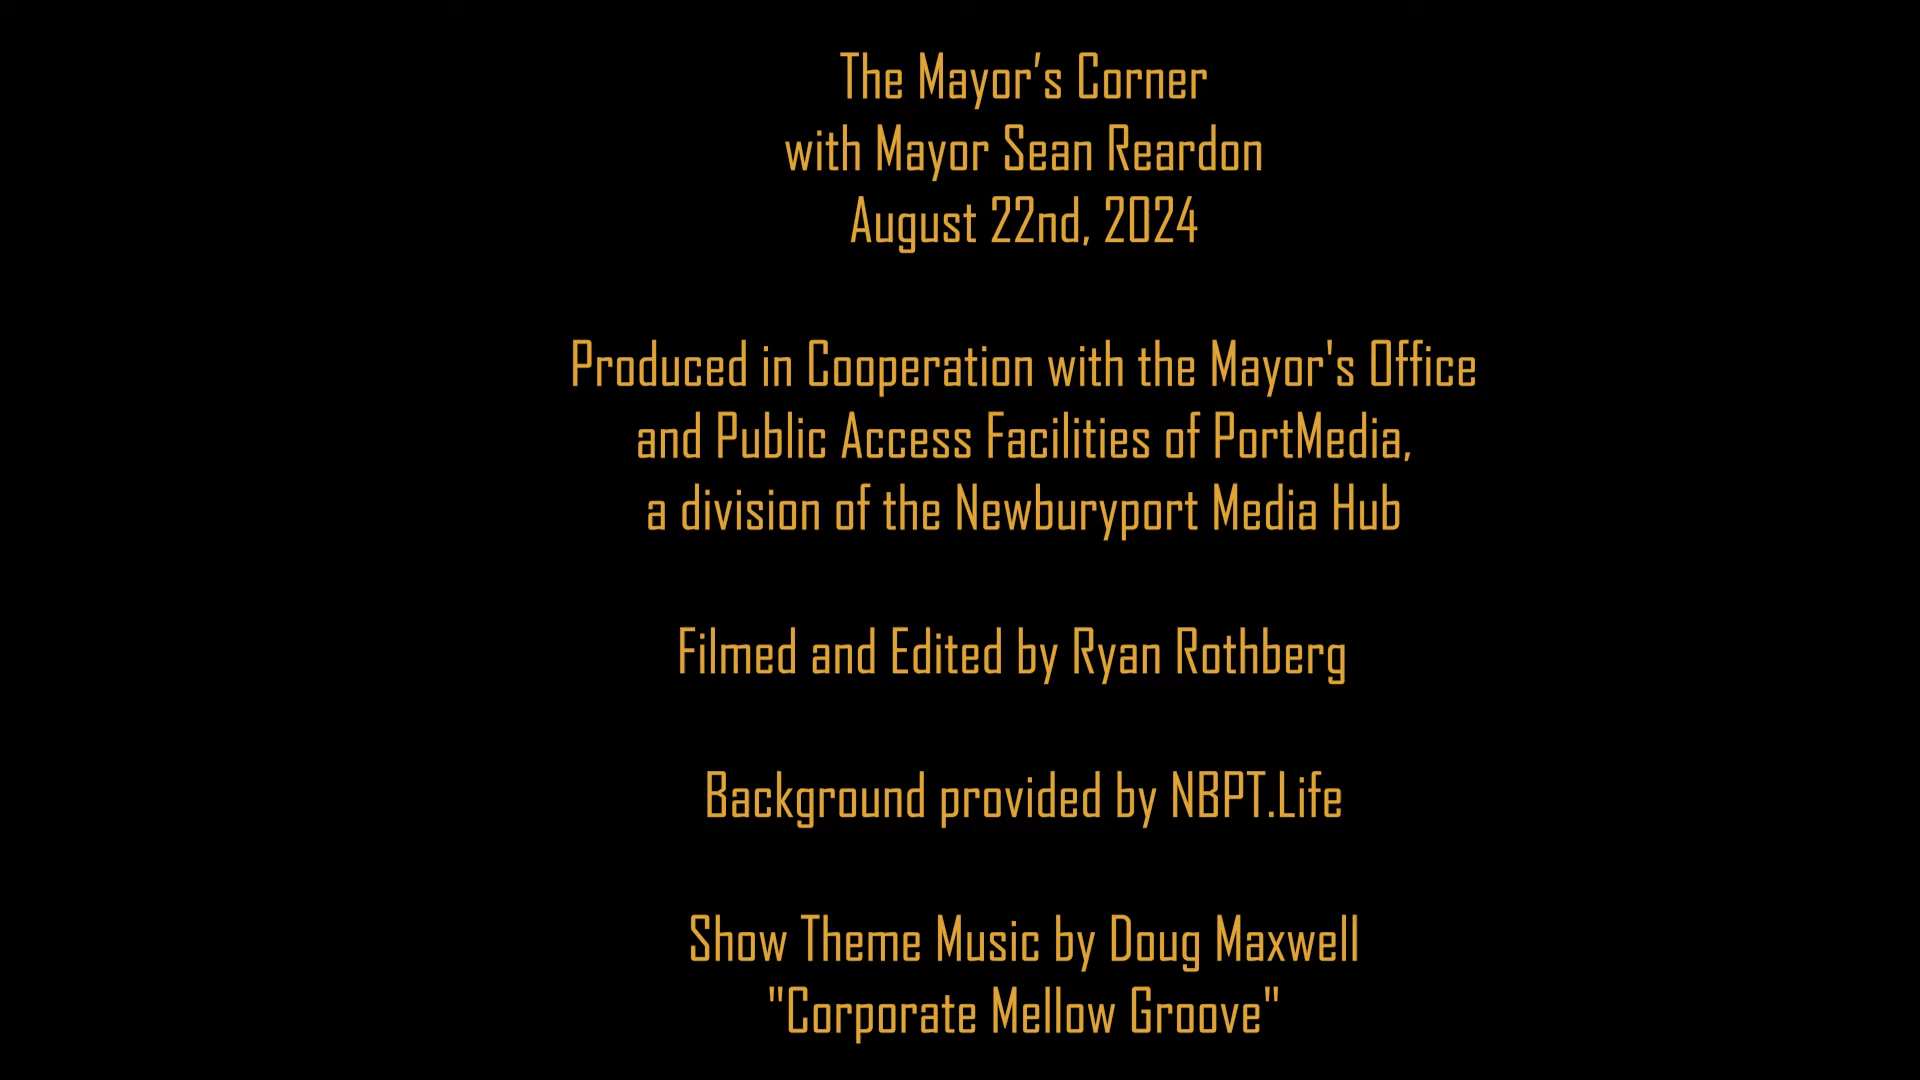 The Mayor’s Corner
with Mayor Sean Reardon
August 22nd, 2024
Produced in Cooperation with the Mayor's Office
and Public Access Facilities of PortMedia,
a division of the Newburyport Media Hub
Filmed and Edited by Ryan Rothberg
Background provided by NBPT.Life
Show Theme Music by Doug Maxwell
"Corporate Mellow Groove"